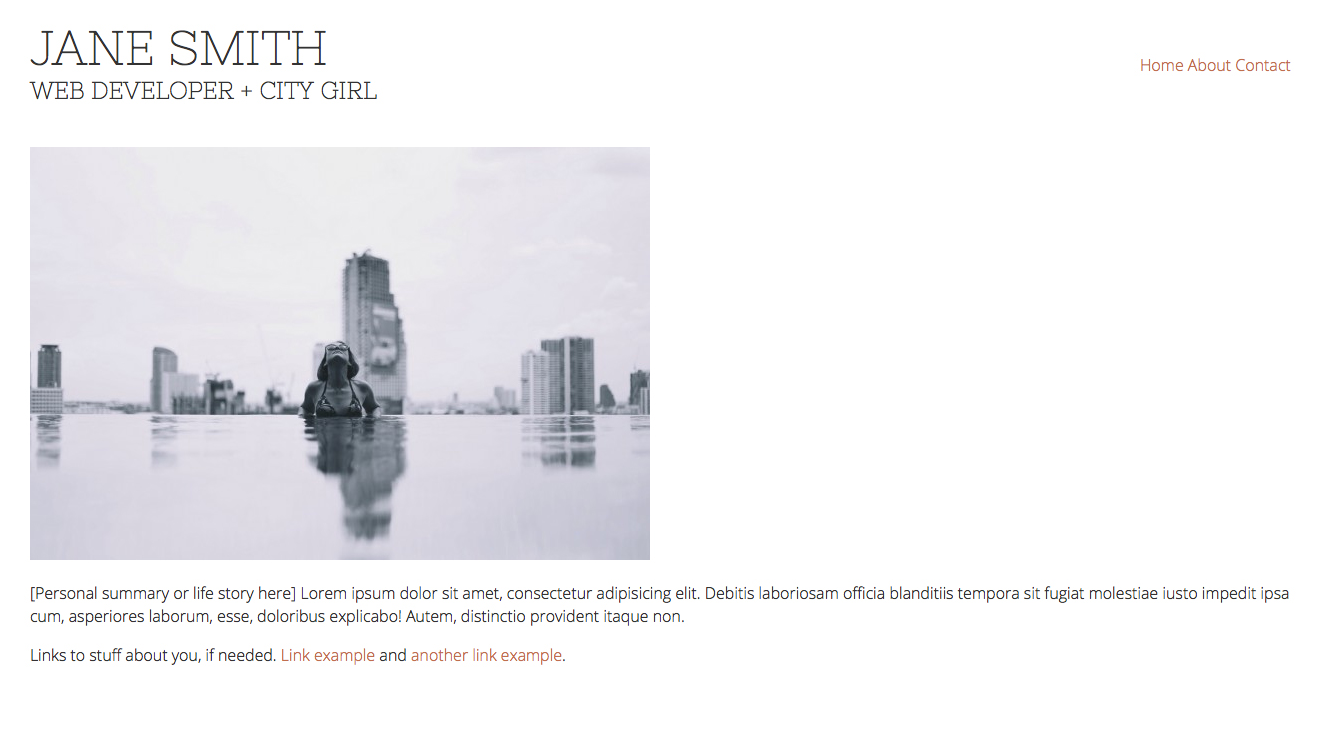 JANE SMITH
WEB DEVELOPER + CITY GIRL
Home About Contact
[Personal summary or life story here] Lorem ipsum dolor sit amet, consectetur adipisicing elit. Debitis laboriosam officia blanditiis tempora sit fugiat molestiae iusto impedit ipsa
cum, asperiores laborum, esse, doloribus explicabo! Autem, distinctio provident itaque non.
Links to stuff about you, if needed. Link example and another link example.